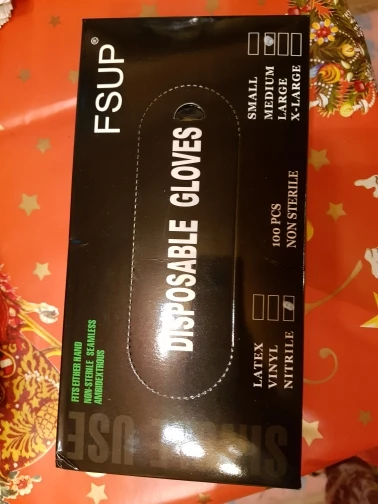 FSUP®
DISPOSABLE GLOVES
SMALL
MEDIUM
LARGE
X-LARGE
100 PCS
NON STERILE
LATEX
VINYL
NITRILE
FITS EITHER HAND
NON-STERILE SEAMLESS
AMBIDEXTROUS
SINGLE USE